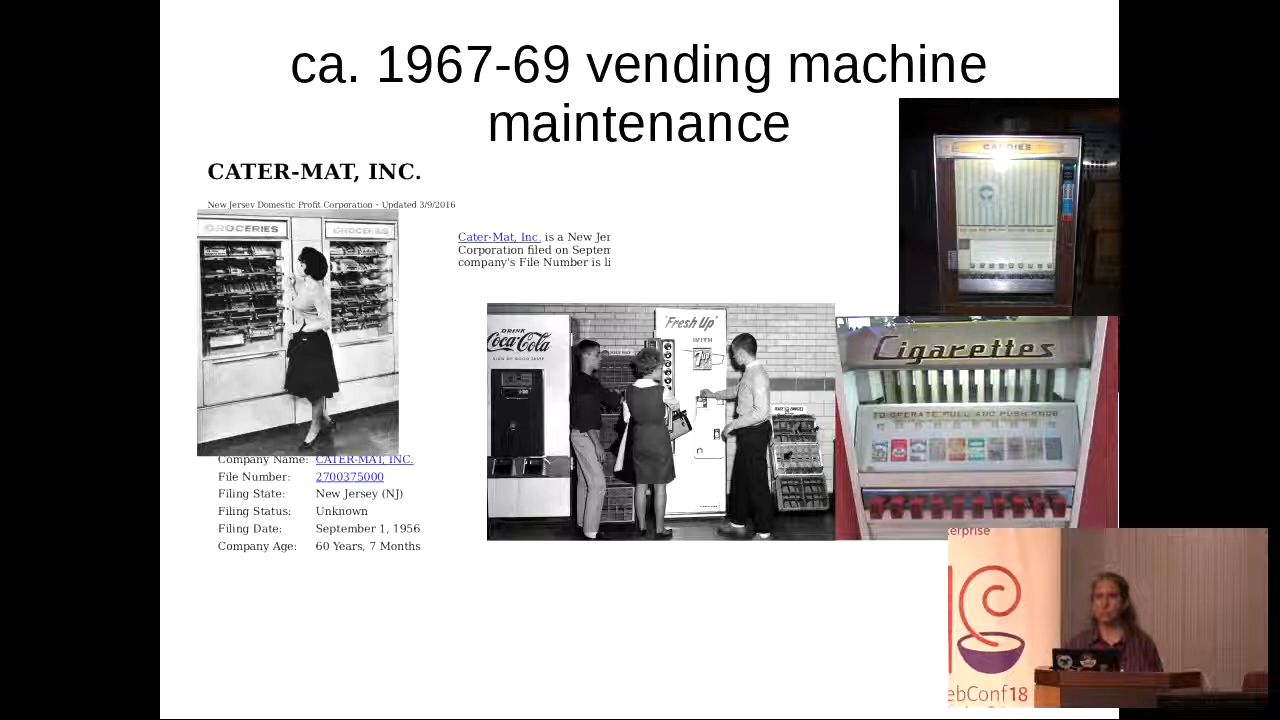 ca. 1967-69 vending machine
maintenance
CATER-MAT, INC.
New Jersey Domestic Profit Corporation · Updated 3/9/2016
GROCERIES
GROCERIES
Cater-Mat, Inc. is a New Jer
Corporation filed on Septem
company's File Number is li
CANDIES
DRINK
Coca-Cola
SIGN OF GOOD TASTE
"Fresh Up"
WITH
7up
Cigarettes
TO OPERATE PULL AND PUSH KNOB
Company Name: CATER-MAT, INC.
File Number: 2700375000
Filing State: New Jersey (NJ)
Filing Status: Unknown
Filing Date: September 1, 1956
Company Age: 60 Years, 7 Months
erprise
ebConf18